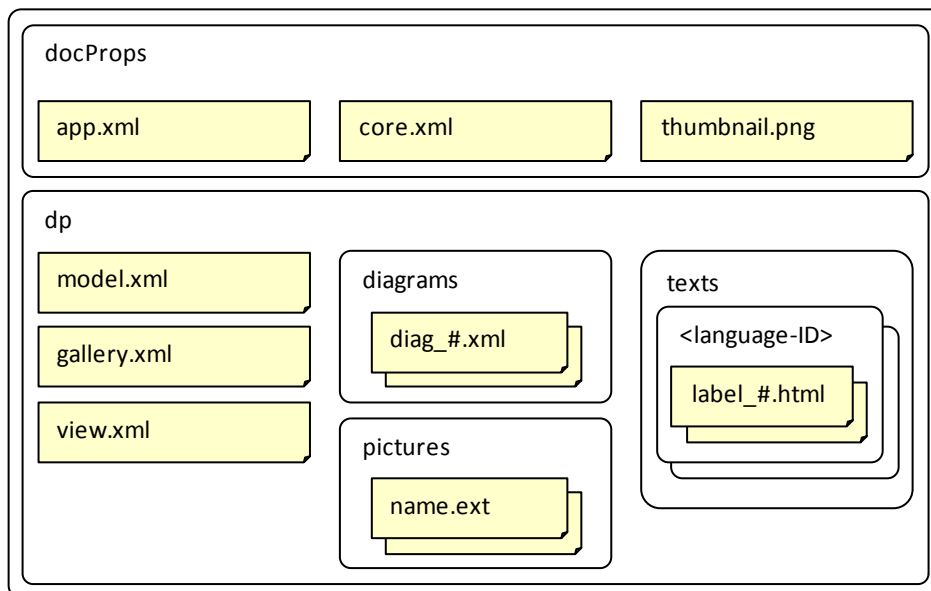 docProps
app.xml
core.xml
thumbnail.png
dp
model.xml
gallery.xml
view.xml
diagrams
diag_#.xml
pictures
name.ext
texts
<language-ID>
label_#.html